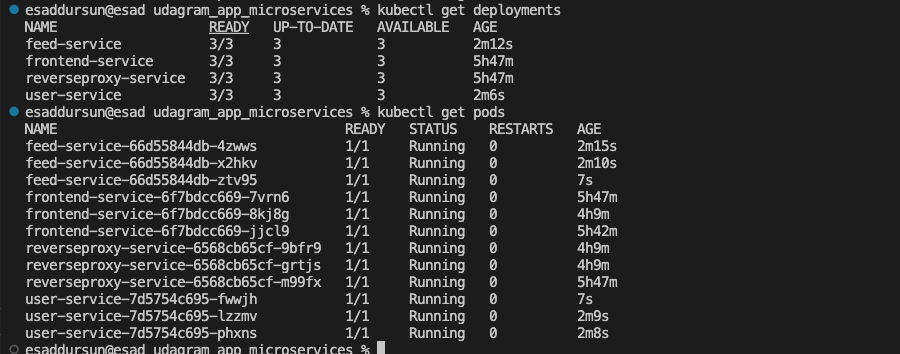 esaddursun@esad udagram_app_microservices % kubectl get deployments
NAME READY UP-TO-DATE AVAILABLE AGE
feed-service 3/3 3 3 2m12s
frontend-service 3/3 3 3 5h47m
reverseproxy-service 3/3 3 3 5h47m
user-service 3/3 3 3 2m6s
esaddursun@esad udagram_app_microservices % kubectl get pods
NAME READY STATUS RESTARTS AGE
feed-service-66d55844db-4zwws 1/1 Running 0 2m15s
feed-service-66d55844db-x2hkv 1/1 Running 0 2m10s
feed-service-66d55844db-ztv95 1/1 Running 0 7s
frontend-service-6f7bdcc669-7vrn6 1/1 Running 0 5h47m
frontend-service-6f7bdcc669-8kj8g 1/1 Running 0 4h9m
frontend-service-6f7bdcc669-jjcl9 1/1 Running 0 5h42m
reverseproxy-service-6568cb65cf-9bfr9 1/1 Running 0 4h9m
reverseproxy-service-6568cb65cf-grtjs 1/1 Running 0 4h9m
reverseproxy-service-6568cb65cf-m99fx 1/1 Running 0 5h47m
user-service-7d5754c695-fwwjh 1/1 Running 0 7s
user-service-7d5754c695-lzzmv 1/1 Running 0 2m9s
user-service-7d5754c695-phxns 1/1 Running 0 2m8s
esaddursun@esad udagram_app_microservices %